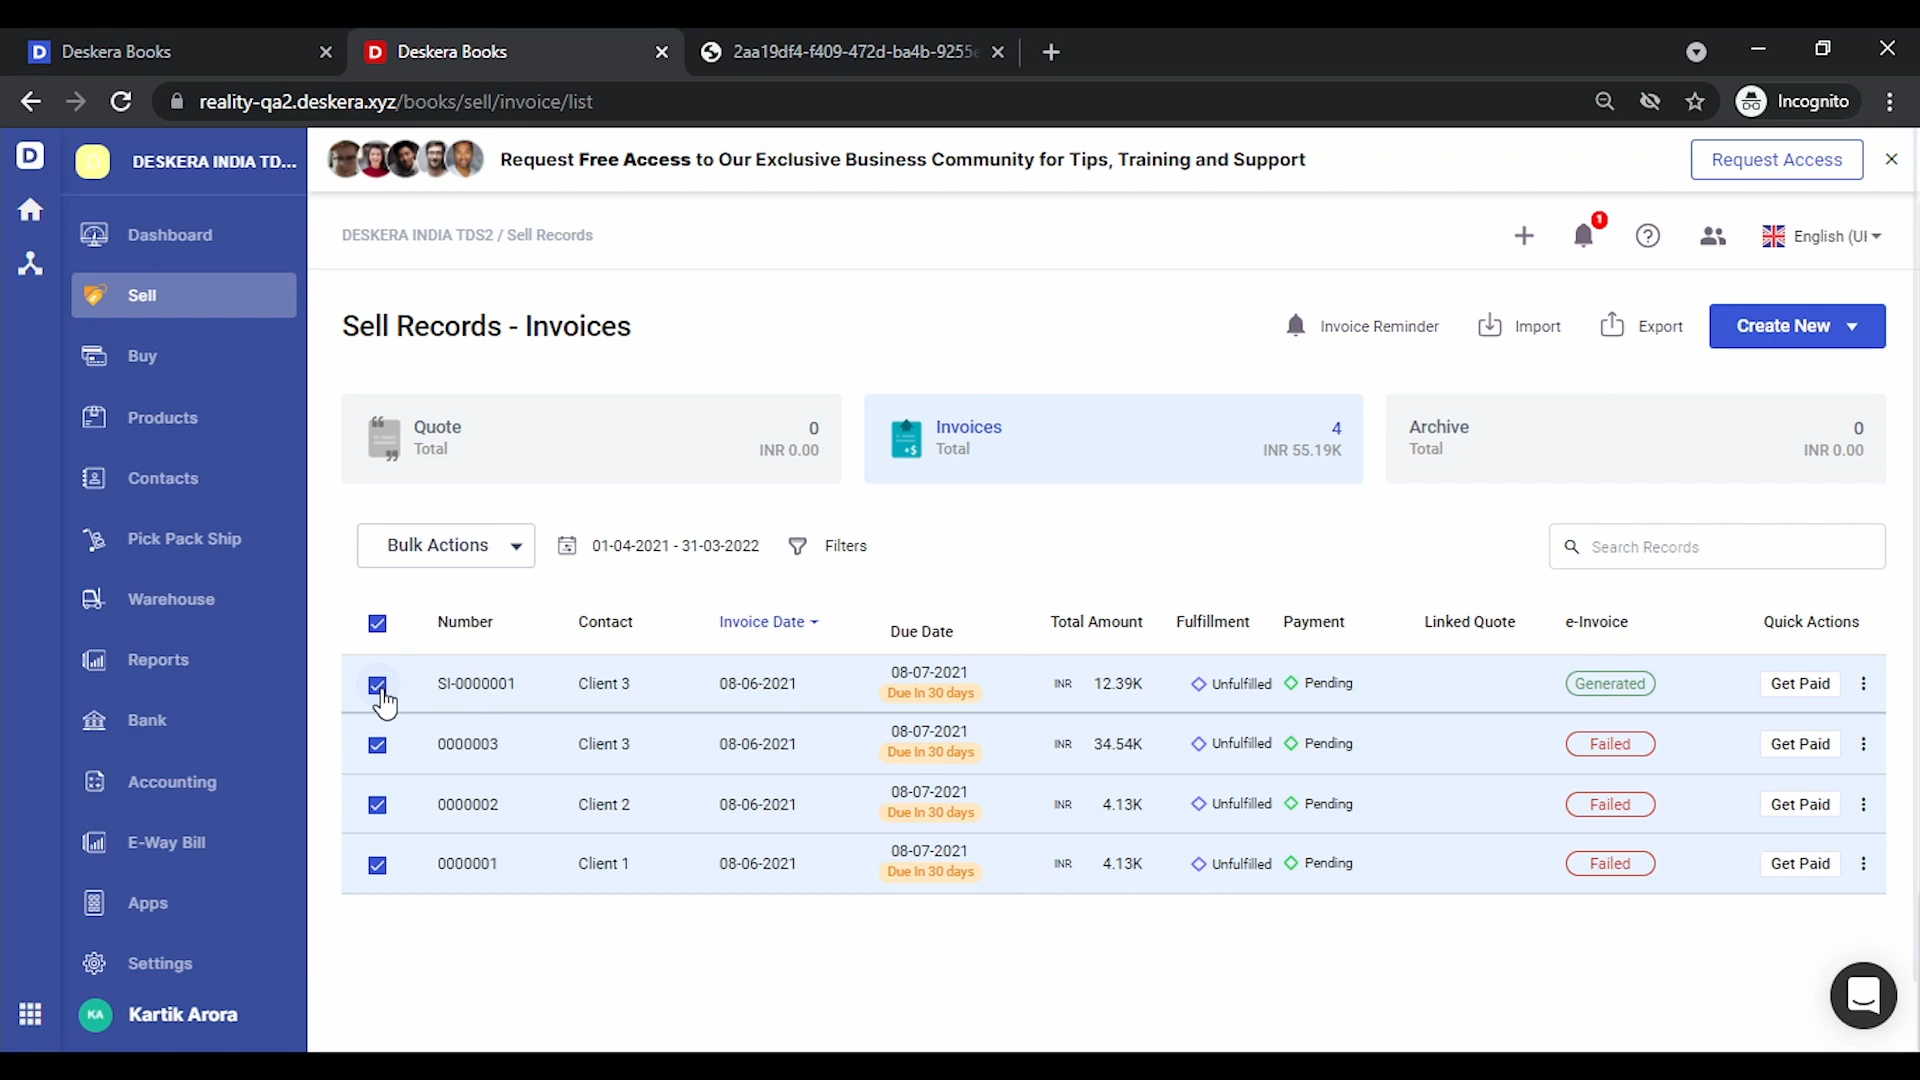 Deskera Books
Deskera Books
2aa19df4-f409-472d-ba4b-9255e
reality-qa2.deskera.xyz/books/sell/invoice/list
Incognito
DESKERA INDIA TD...
Request Free Access to Our Exclusive Business Community for Tips, Training and Support
Request Access
Dashboard
Sell
Buy
Products
Contacts
Pick Pack Ship
Warehouse
Reports
Bank
Accounting
E-Way Bill
Apps
Settings
KA Kartik Arora
DESKERA INDIA TDS2 / Sell Records
1
English (U
Sell Records - Invoices
Invoice Reminder
Import
Export
Create New
Quote 0
Total INR 0.00
Invoices 4
Total INR 55.19K
Archive 0
Total INR 0.00
Bulk Actions
01-04-2021 - 31-03-2022
Filters
Search Records
Number Contact Invoice Date Due Date Total Amount Fulfillment Payment Linked Quote e-Invoice Quick Actions
SI-0000001 Client 3 08-06-2021 08-07-2021 INR 12.39K Unfulfilled Pending Generated Get Paid
Due In 30 days
0000003 Client 3 08-06-2021 08-07-2021 INR 34.54K Unfulfilled Pending Failed Get Paid
Due In 30 days
0000002 Client 2 08-06-2021 08-07-2021 INR 4.13K Unfulfilled Pending Failed Get Paid
Due In 30 days
0000001 Client 1 08-06-2021 08-07-2021 INR 4.13K Unfulfilled Pending Failed Get Paid
Due In 30 days